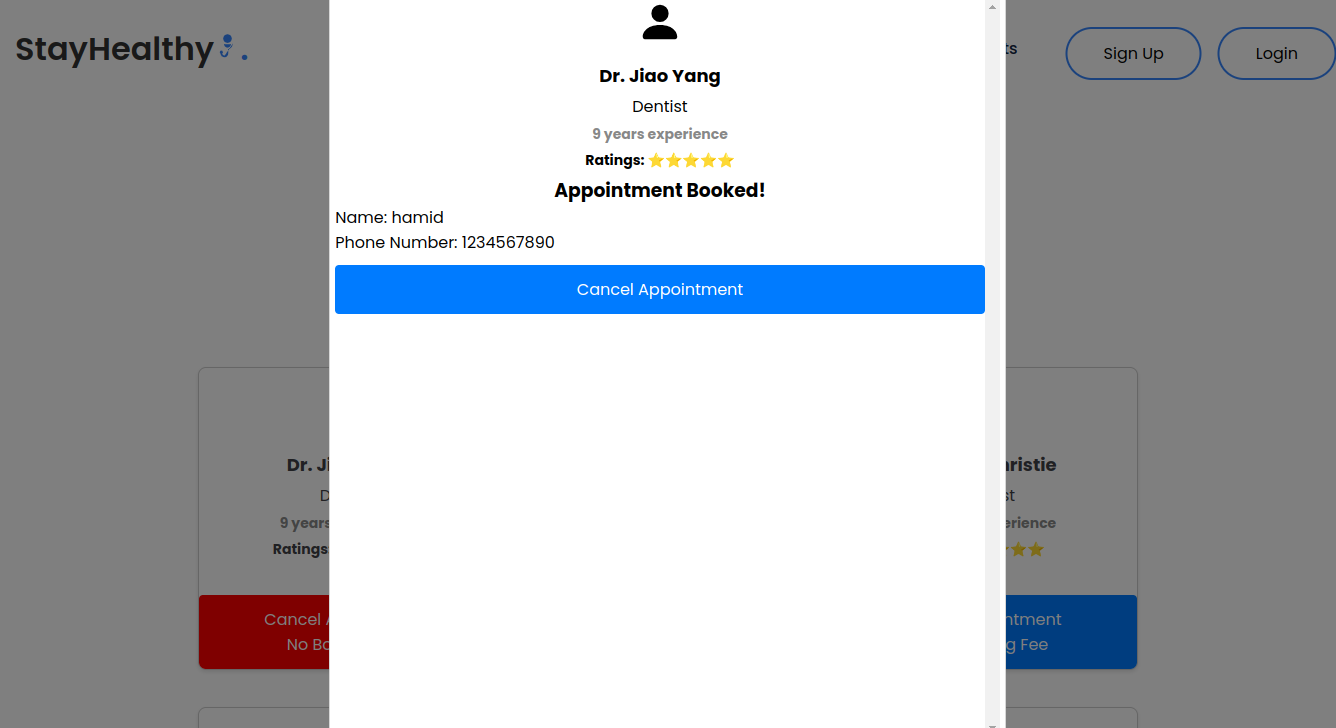 StayHealthy .
ts
Sign Up
Login
Dr. Jiao Yang
Dentist
9 years experience
Ratings: ⭐⭐⭐⭐⭐
Appointment Booked!
Name: hamid
Phone Number: 1234567890
Cancel Appointment
Dr. Ji
D
9 years
Ratings:
Cancel A
No Bo
hristie
st
erience
⭐⭐
ntment
g Fee